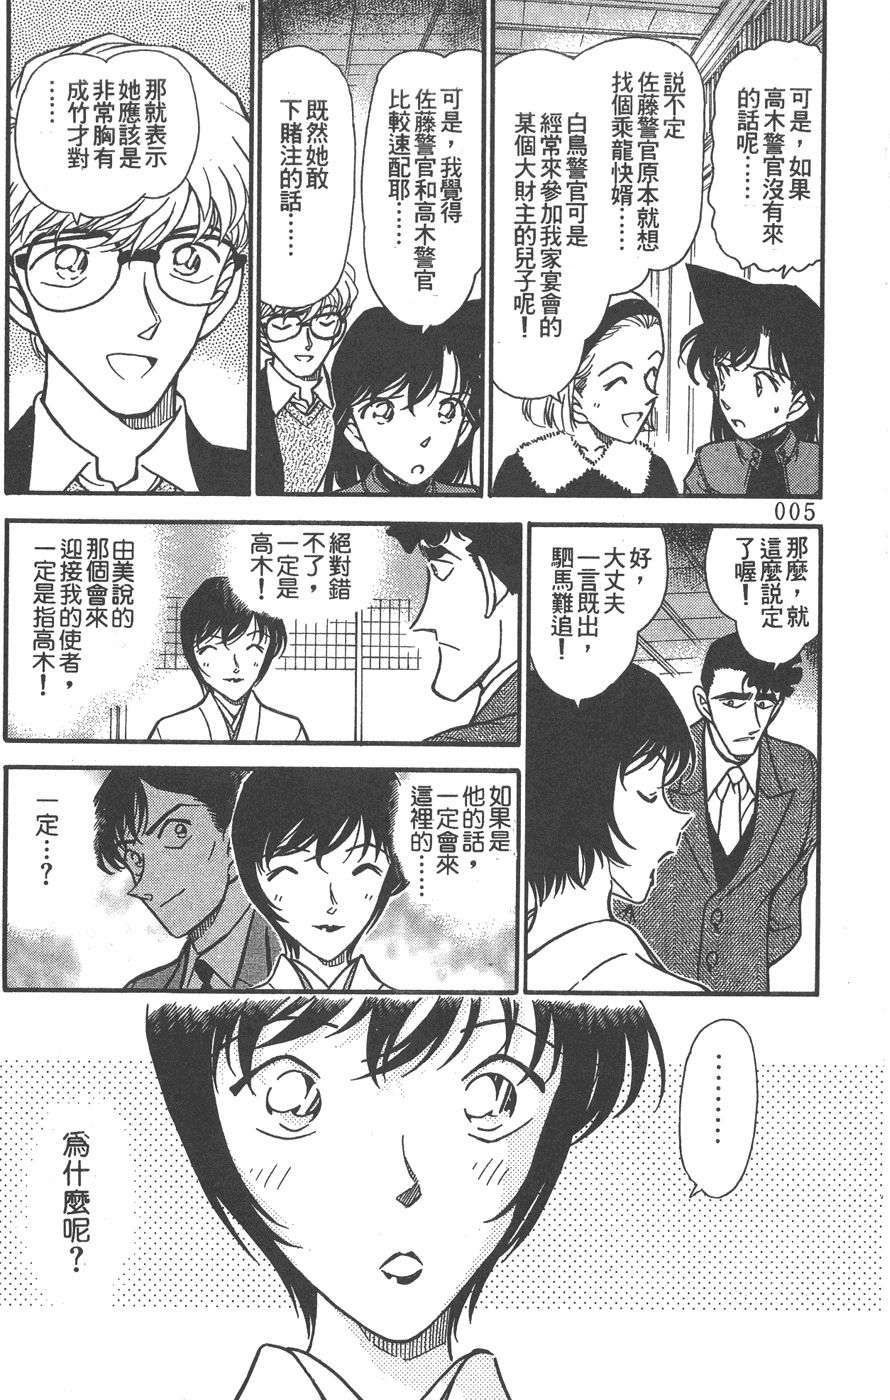 可是，如果
高木警官沒有來
的話呢……
說不定
佐藤警官原本就想
找個乘龍快婿……
白鳥警官可是
經常來參加我家宴會的
某個大財主的兒子呢！
可是，我覺得
佐藤警官和高木警官
比較速配耶……
既然她敢
下賭注的話
……
那就表示
她應該是
非常胸有
成竹才對
……
005
那麼，就
這麼說定
了喔！
好，
大丈夫
一言既出，
駟馬難追！
絕對錯
不了，
一定是
高木！
由美說的
那個會來
迎接我的使者，
一定是指高木！
如果是
他的話，
一定會來
這裡的……
一定…？
………
為什麼呢？